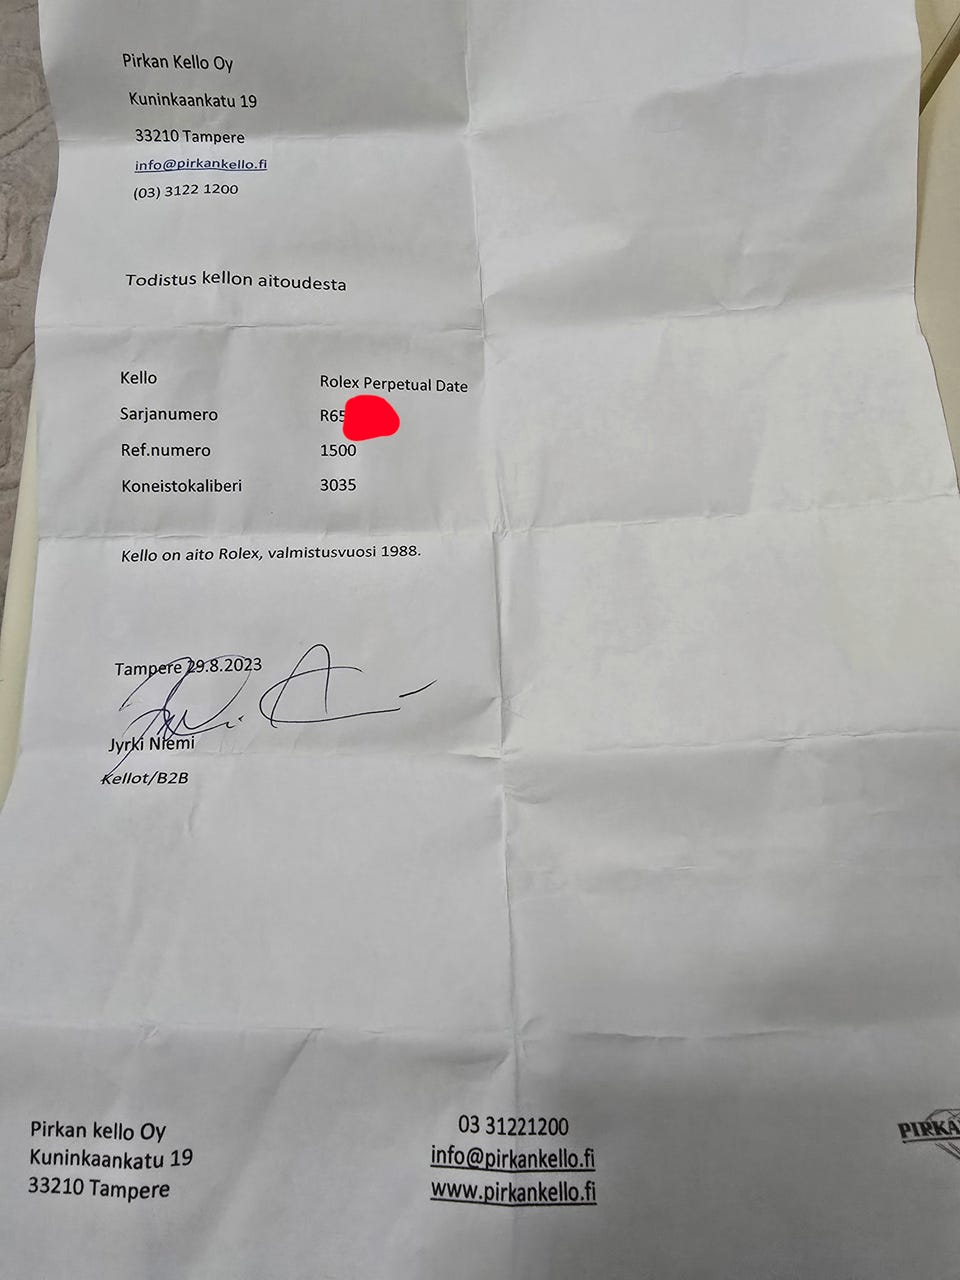 Pirkan Kello Oy
Kuninkaankatu 19
33210 Tampere
info@pirkankello.fi
(03) 3122 1200
Todistus kellon aitoudesta
Kello Rolex Perpetual Date
Sarjanumero R65
Ref.numero 1500
Koneistokaliberi 3035
Kello on aito Rolex, valmistusvuosi 1988.
Tampere 29.8.2023
Jyrki Niemi
Kellot/B2B
Pirkan kello Oy
Kuninkaankatu 19
33210 Tampere
03 31221200
info@pirkankello.fi
www.pirkankello.fi
PIRKA